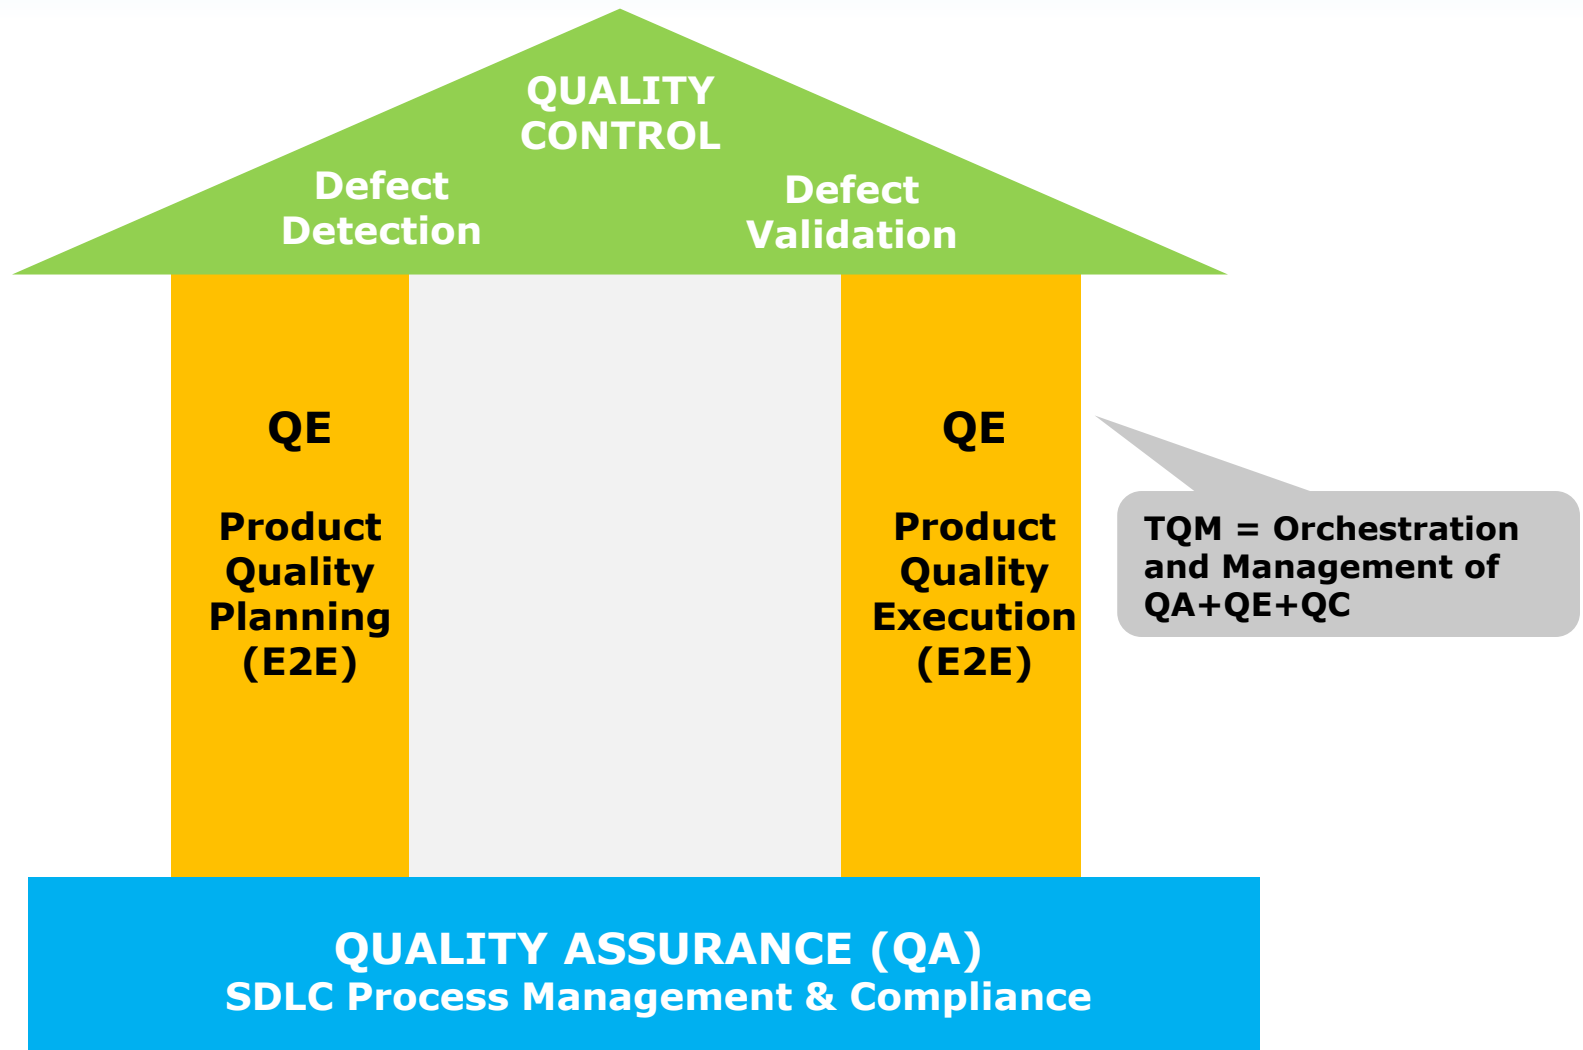 QUALITY
CONTROL
Defect
Detection
Defect
Validation
QE
Product
Quality
Planning
(E2E)
QE
Product
Quality
Execution
(E2E)
TQM = Orchestration
and Management of
QA+QE+QC
QUALITY ASSURANCE (QA)
SDLC Process Management & Compliance